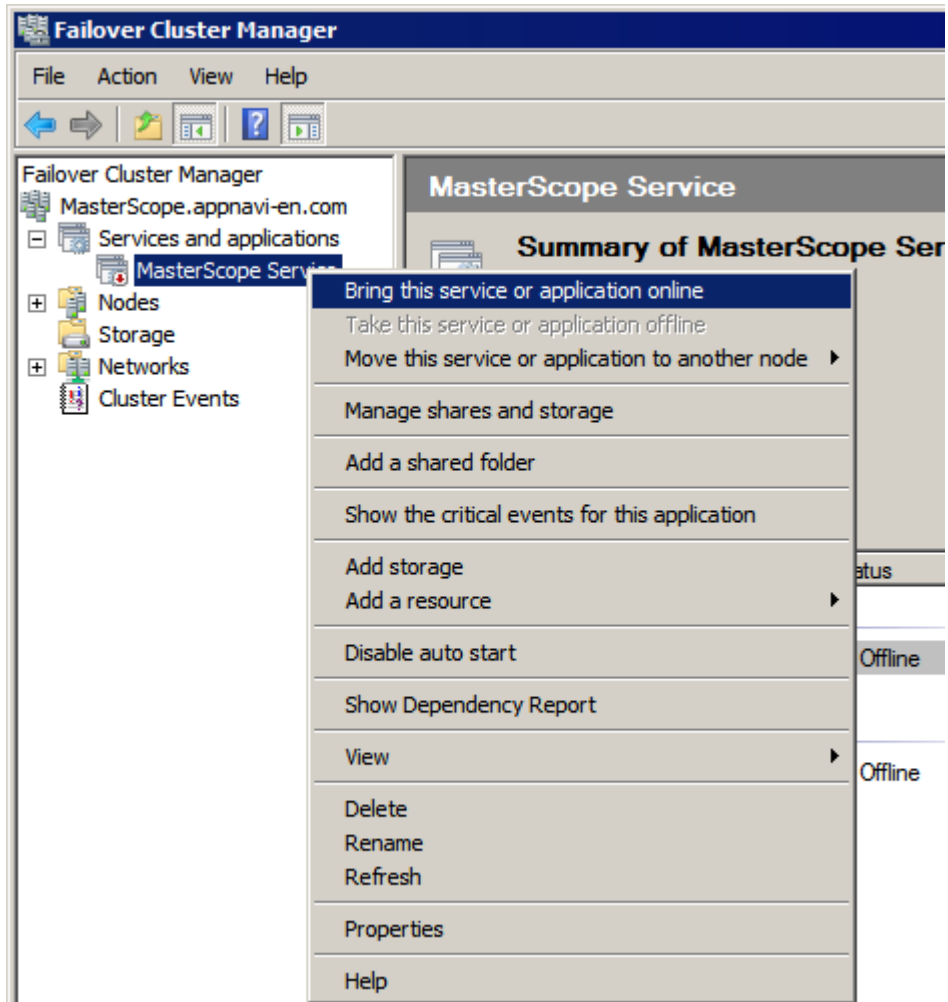 Failover Cluster Manager
File Action View Help
Failover Cluster Manager
MasterScope.appnavi-en.com
Services and applications
MasterScope Service
Nodes
Storage
Networks
Cluster Events
MasterScope Service
Summary of MasterScope Ser
Bring this service or application online
Take this service or application offline
Move this service or application to another node
Manage shares and storage
Add a shared folder
Show the critical events for this application
Add storage
Add a resource
Disable auto start
Show Dependency Report
View
Delete
Rename
Refresh
Properties
Help
atus
Offline
Offline